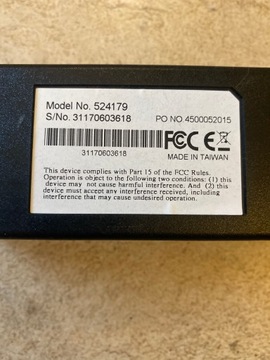 Model No. 524179
S/No. 31170603618
PO NO.4500052015
31170603618
FCC CE
MADE IN TAIWAN
This device complies with Part 15 of the FCC Rules.
Operation is object to the following two conditions: (1) this
device may not cause harmful interference. And (2) this
device must accept any interference received, including
interference that may cause undesired operation.